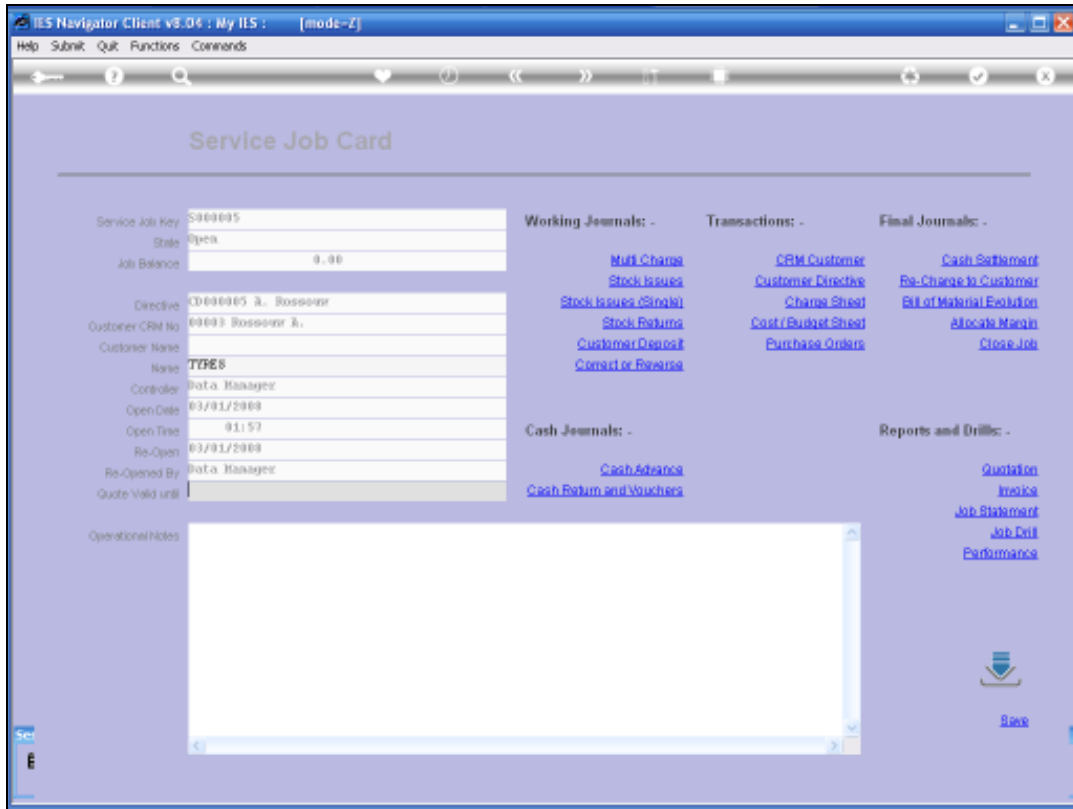 IES Navigator Client v8.04 : My IES : [mode=Z]
Help Submit Quit Functions Commands
Service Job Card
Service Job Key S000005
State Open
Job Balance 0.00
Directive CD000005 A. Rossouw
Customer CRM No 00003 Rossouw A.
Customer Name
Name TYRES
Controller Data Manager
Open Date 03/01/2008
Open Time 01:57
Re-Open 03/01/2008
Re-Opened By Data Manager
Quote Valid until
Operational Notes
Working Journals: -
Multi Charge
Stock Issues
Stock Issues (Single)
Stock Returns
Customer Deposit
Correct or Reverse
Transactions: -
CRM Customer
Customer Directive
Charge Sheet
Cost / Budget Sheet
Purchase Orders
Final Journals: -
Cash Settlement
Re-Charge to Customer
Bill of Material Evolution
Allocate Margin
Close Job
Cash Journals: -
Cash Advance
Cash Return and Vouchers
Reports and Drills: -
Quotation
Invoice
Job Statement
Job Drill
Performance
Save